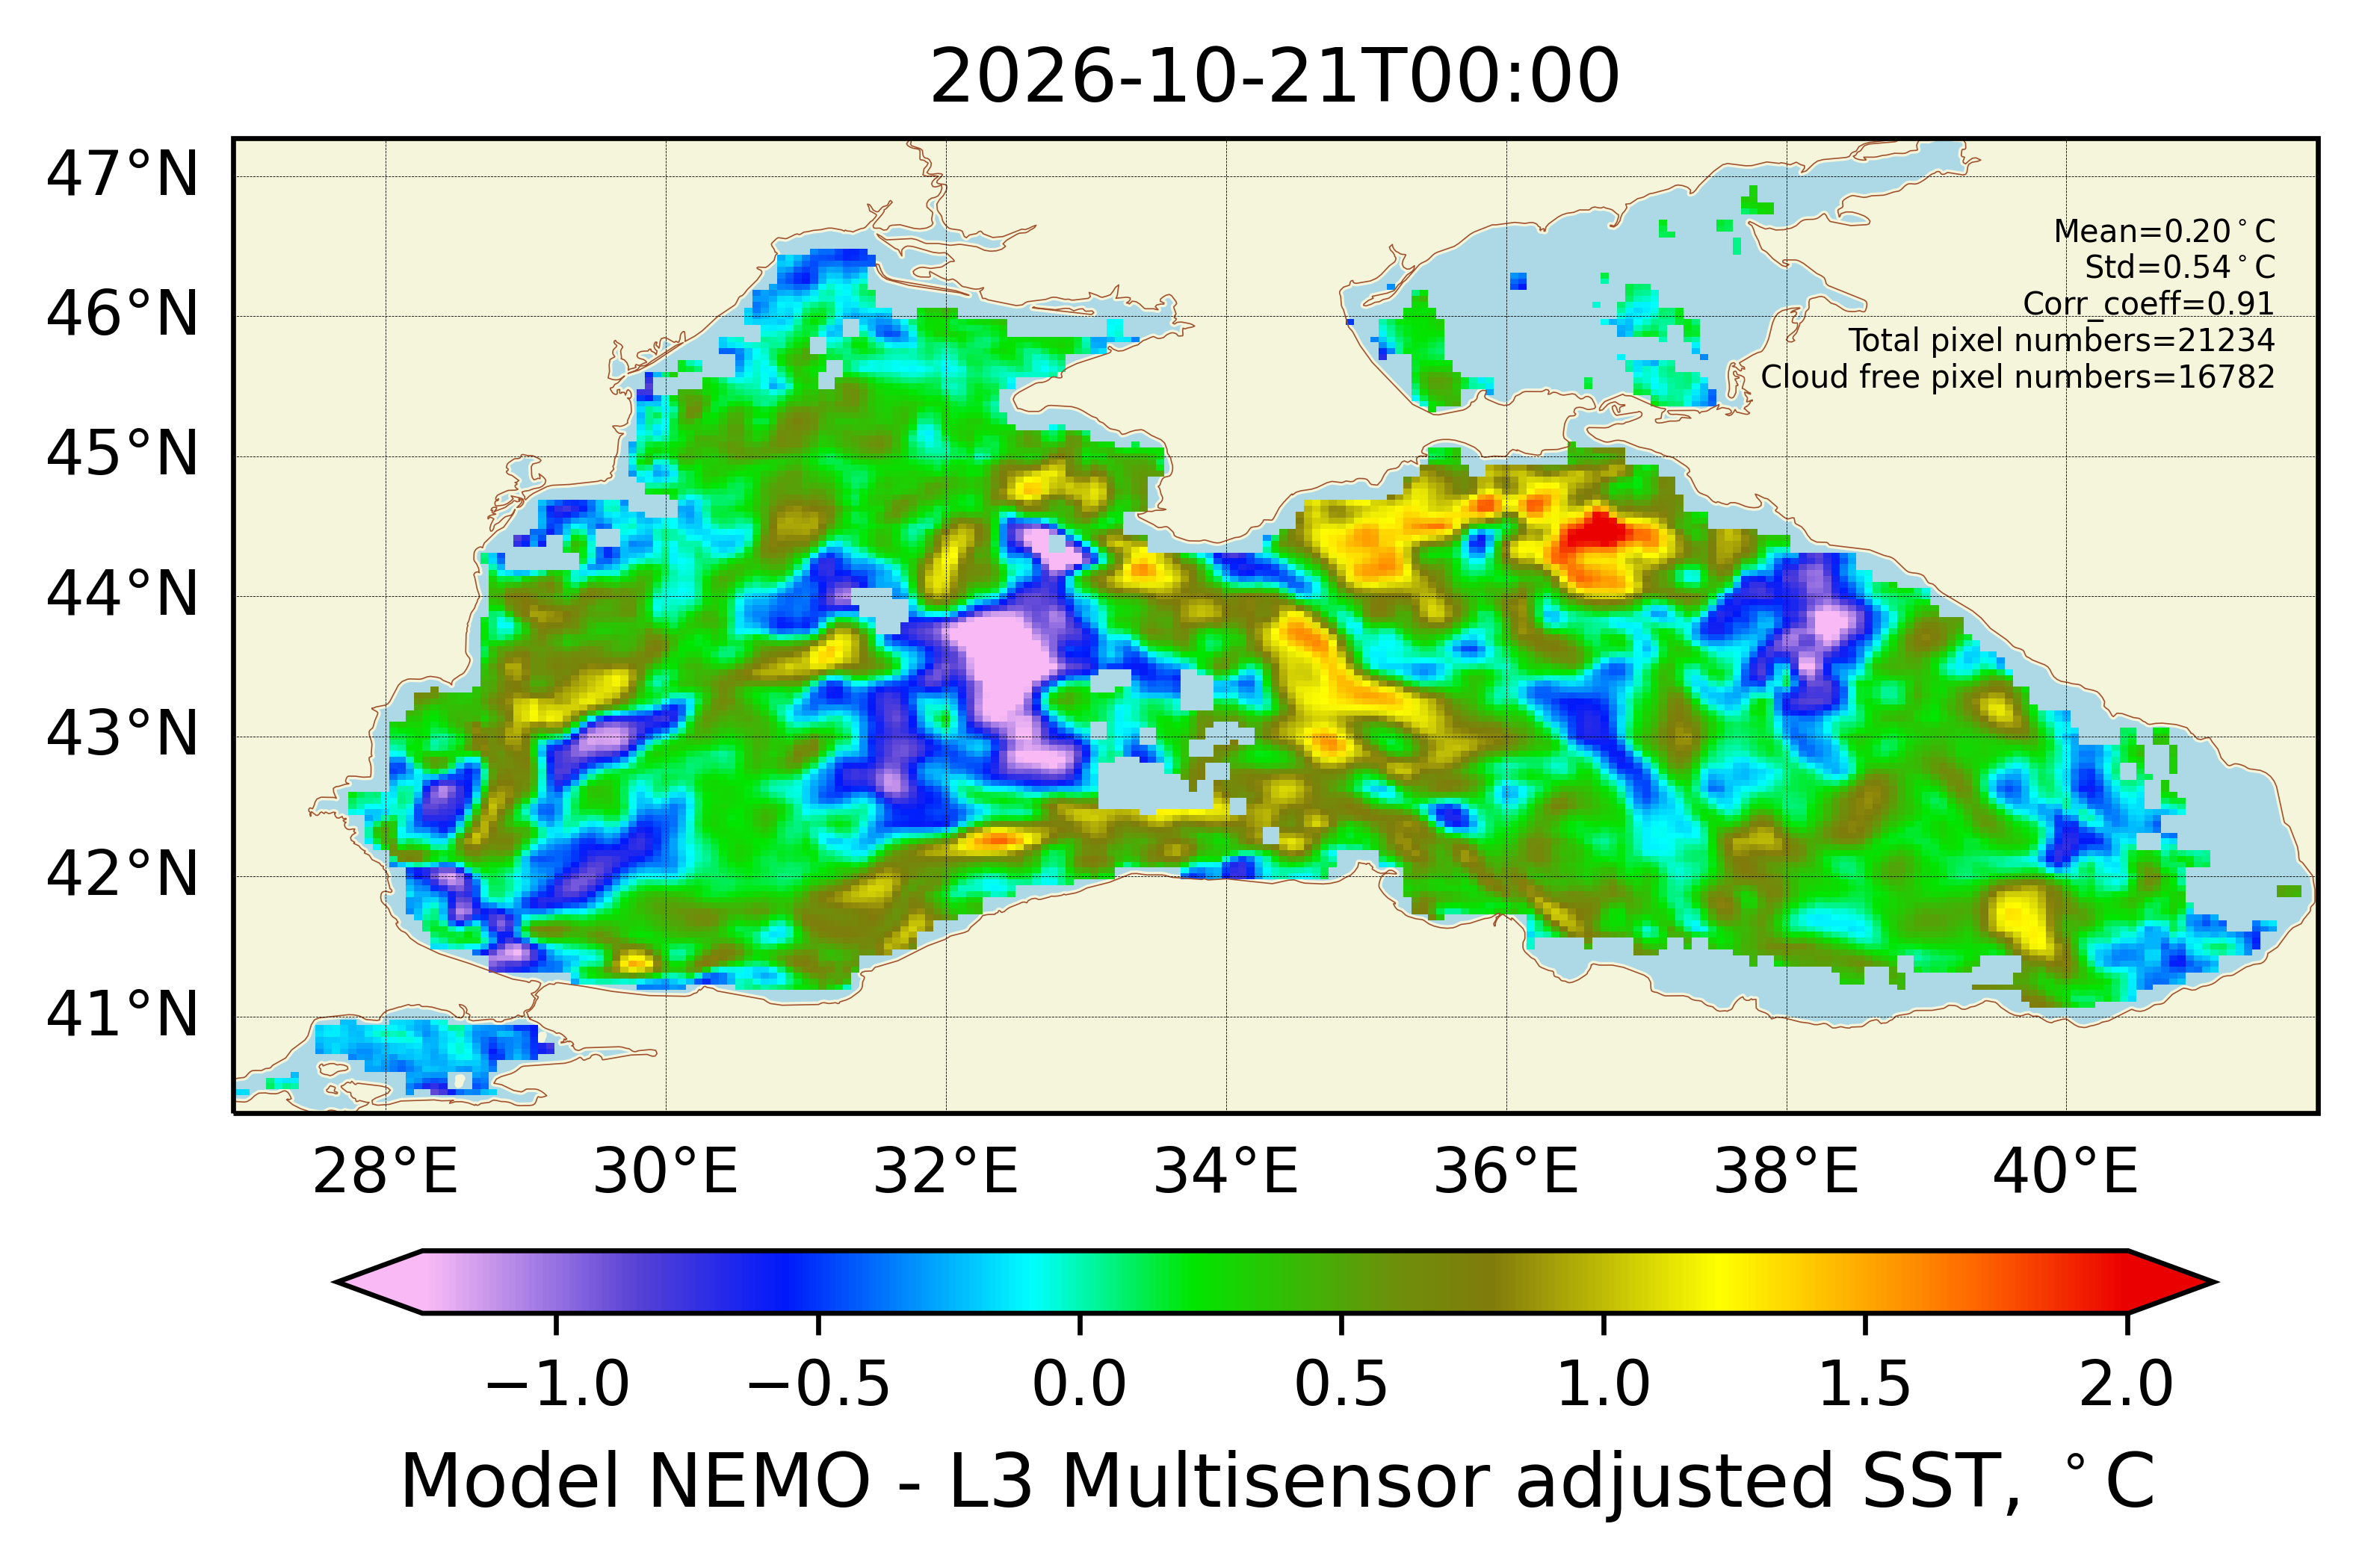 2026-10-21T00:00
47°N
46°N
45°N
44°N
43°N
42°N
41°N
Mean=0.20°C
Std=0.54°C
Corr_coeff=0.91
Total pixel numbers=21234
Cloud free pixel numbers=16782
28°E 30°E 32°E 34°E 36°E 38°E 40°E
−1.0 −0.5 0.0 0.5 1.0 1.5 2.0
Model NEMO - L3 Multisensor adjusted SST, °C